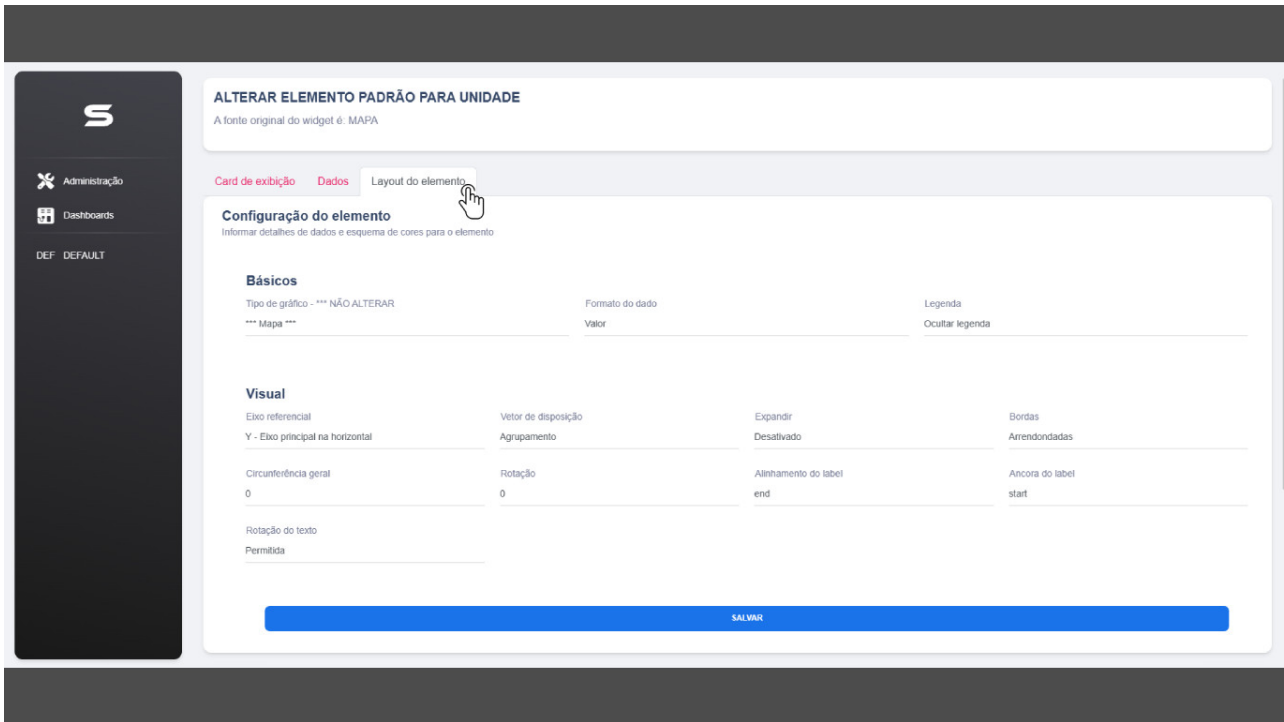 S
ALTERAR ELEMENTO PADRÃO PARA UNIDADE
A fonte original do widget é: MAPA
Administração
Dashboards
DEF DEFAULT
Card de exibição Dados Layout do elemento
Configuração do elemento
Informar detalhes de dados e esquema de cores para o elemento
Básicos
Tipo de gráfico - *** NÃO ALTERAR Formato do dado Legenda
*** Mapa *** Valor Ocultar legenda
Visual
Eixo referencial Vetor de disposição Expandir Bordas
Y - Eixo principal na horizontal Agrupamento Desativado Arrendondadas
Circunferência geral Rotação Alinhamento do label Ancora do label
0 0 end start
Rotação do texto
Permitida
SALVAR